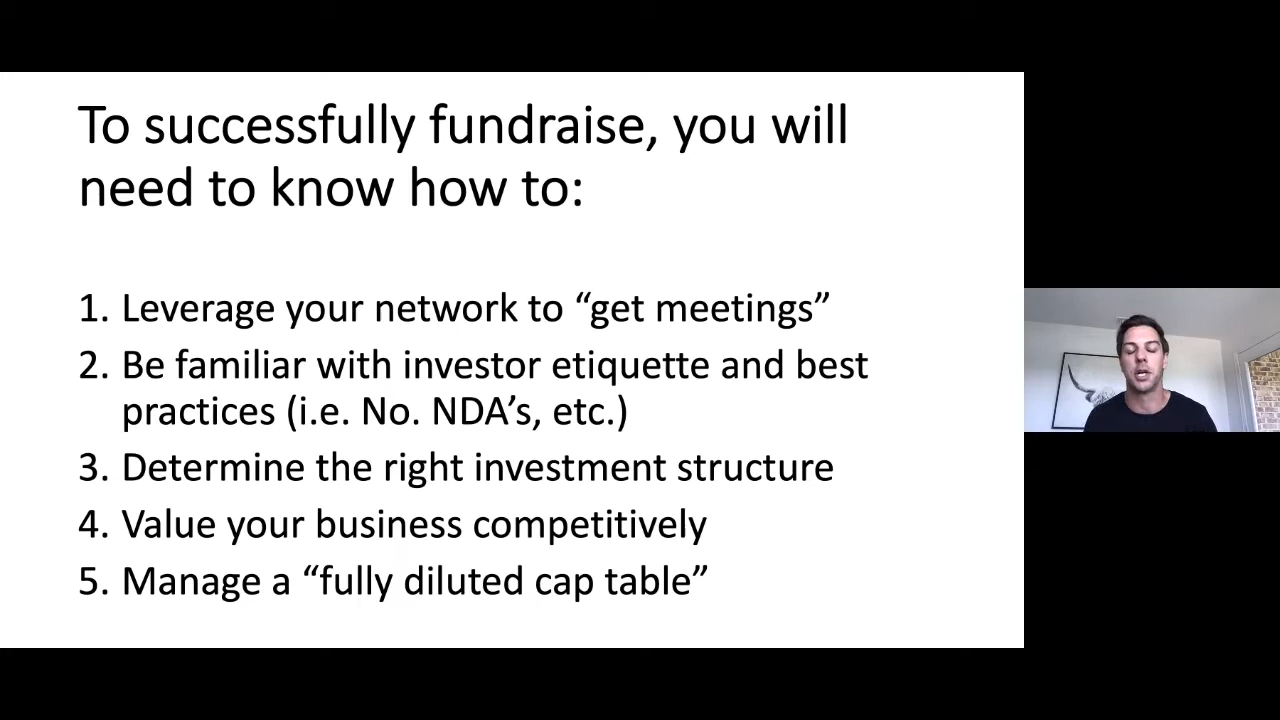 To successfully fundraise, you will
need to know how to:
1. Leverage your network to “get meetings”
2. Be familiar with investor etiquette and best
practices (i.e. No. NDA’s, etc.)
3. Determine the right investment structure
4. Value your business competitively
5. Manage a “fully diluted cap table”